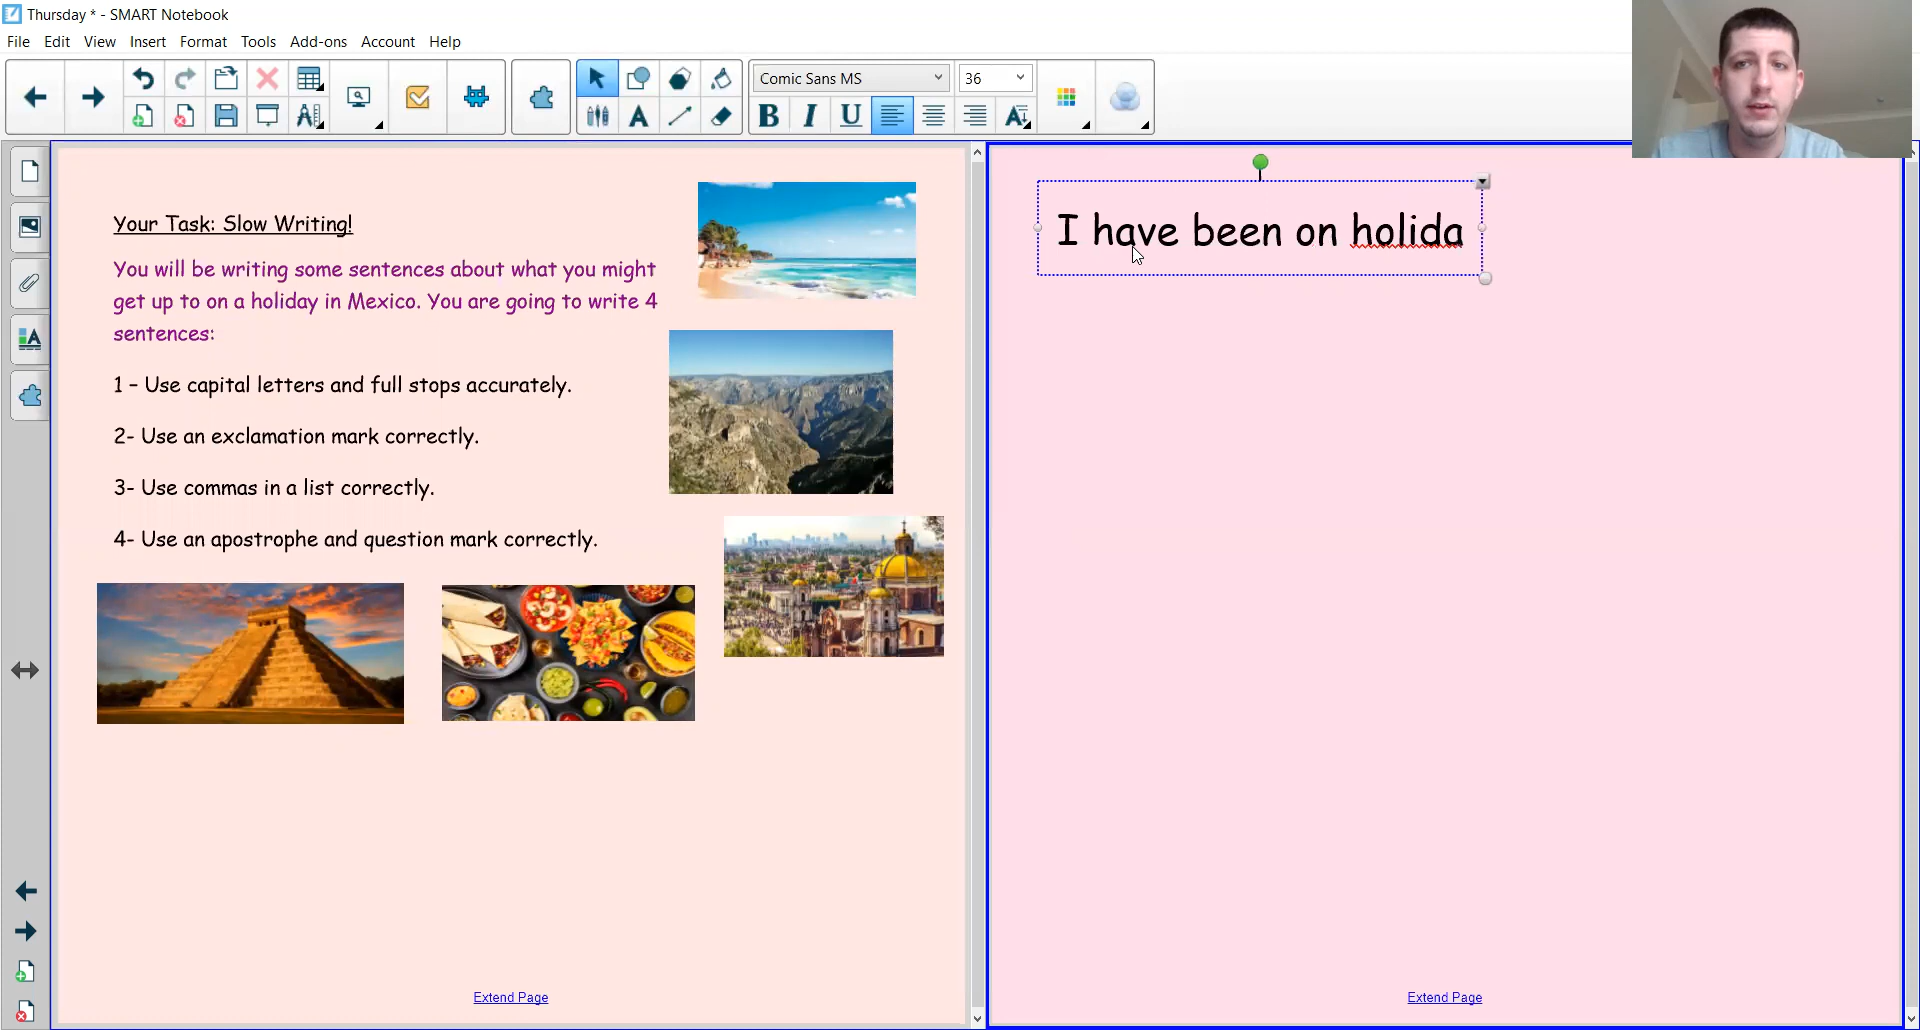 Thursday * - SMART Notebook
File Edit View Insert Format Tools Add-ons Account Help
Comic Sans MS 36
B I U
Your Task: Slow Writing!
You will be writing some sentences about what you might
get up to on a holiday in Mexico. You are going to write 4
sentences:
1 – Use capital letters and full stops accurately.
2- Use an exclamation mark correctly.
3- Use commas in a list correctly.
4- Use an apostrophe and question mark correctly.
Extend Page
I have been on holida
Extend Page